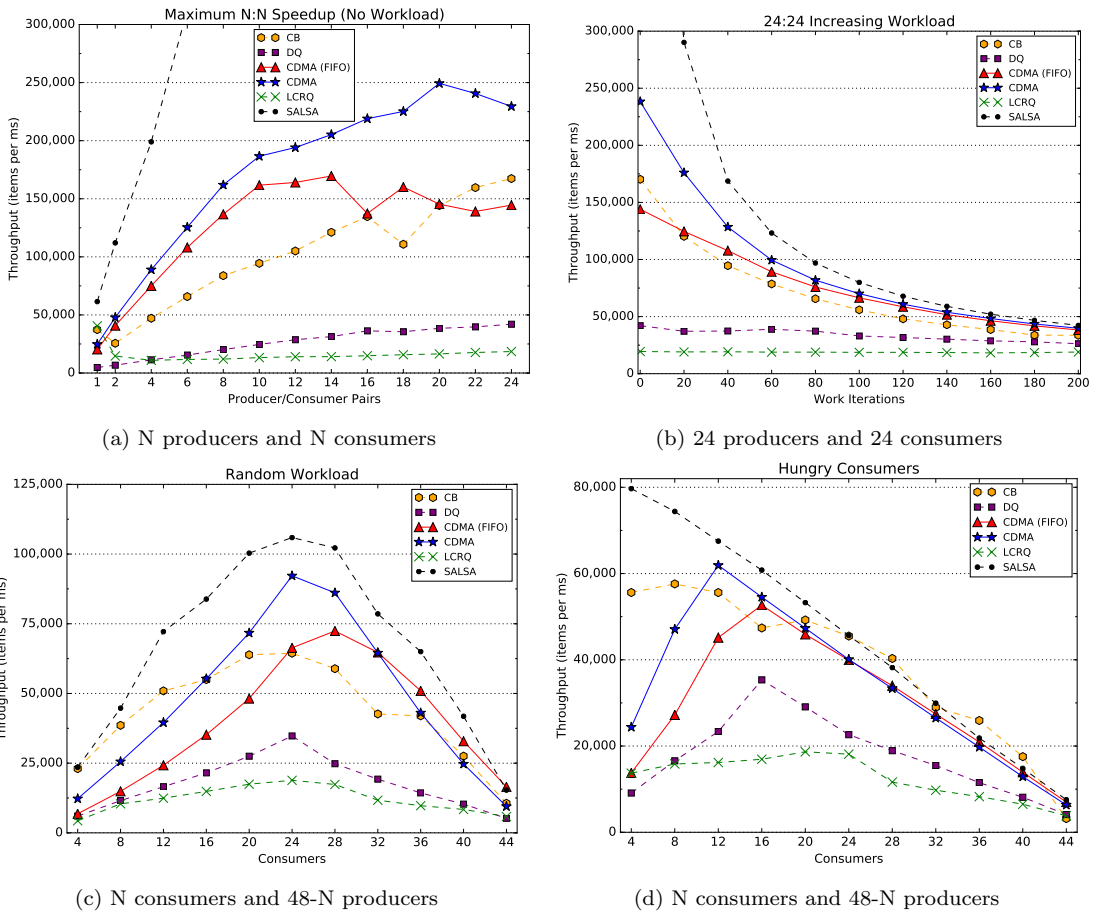 Maximum N:N Speedup (No Workload)
300,000
250,000
200,000
150,000
100,000
50,000
0
Throughput (items per ms)
CB
DQ
CDMA (FIFO)
CDMA
LCRQ
SALSA
1 2 4 6 8 10 12 14 16 18 20 22 24
Producer/Consumer Pairs
(a) N producers and N consumers
24:24 Increasing Workload
300,000
250,000
200,000
150,000
100,000
50,000
0
Throughput (items per ms)
CB
DQ
CDMA (FIFO)
CDMA
LCRQ
SALSA
0 20 40 60 80 100 120 140 160 180 200
Work Iterations
(b) 24 producers and 24 consumers
Random Workload
125,000
100,000
75,000
50,000
25,000
0
Throughput (items per ms)
CB
DQ
CDMA (FIFO)
CDMA
LCRQ
SALSA
4 8 12 16 20 24 28 32 36 40 44
Consumers
(c) N consumers and 48-N producers
Hungry Consumers
80,000
60,000
40,000
20,000
0
Throughput (items per ms)
CB
DQ
CDMA (FIFO)
CDMA
LCRQ
SALSA
4 8 12 16 20 24 28 32 36 40 44
Consumers
(d) N consumers and 48-N producers